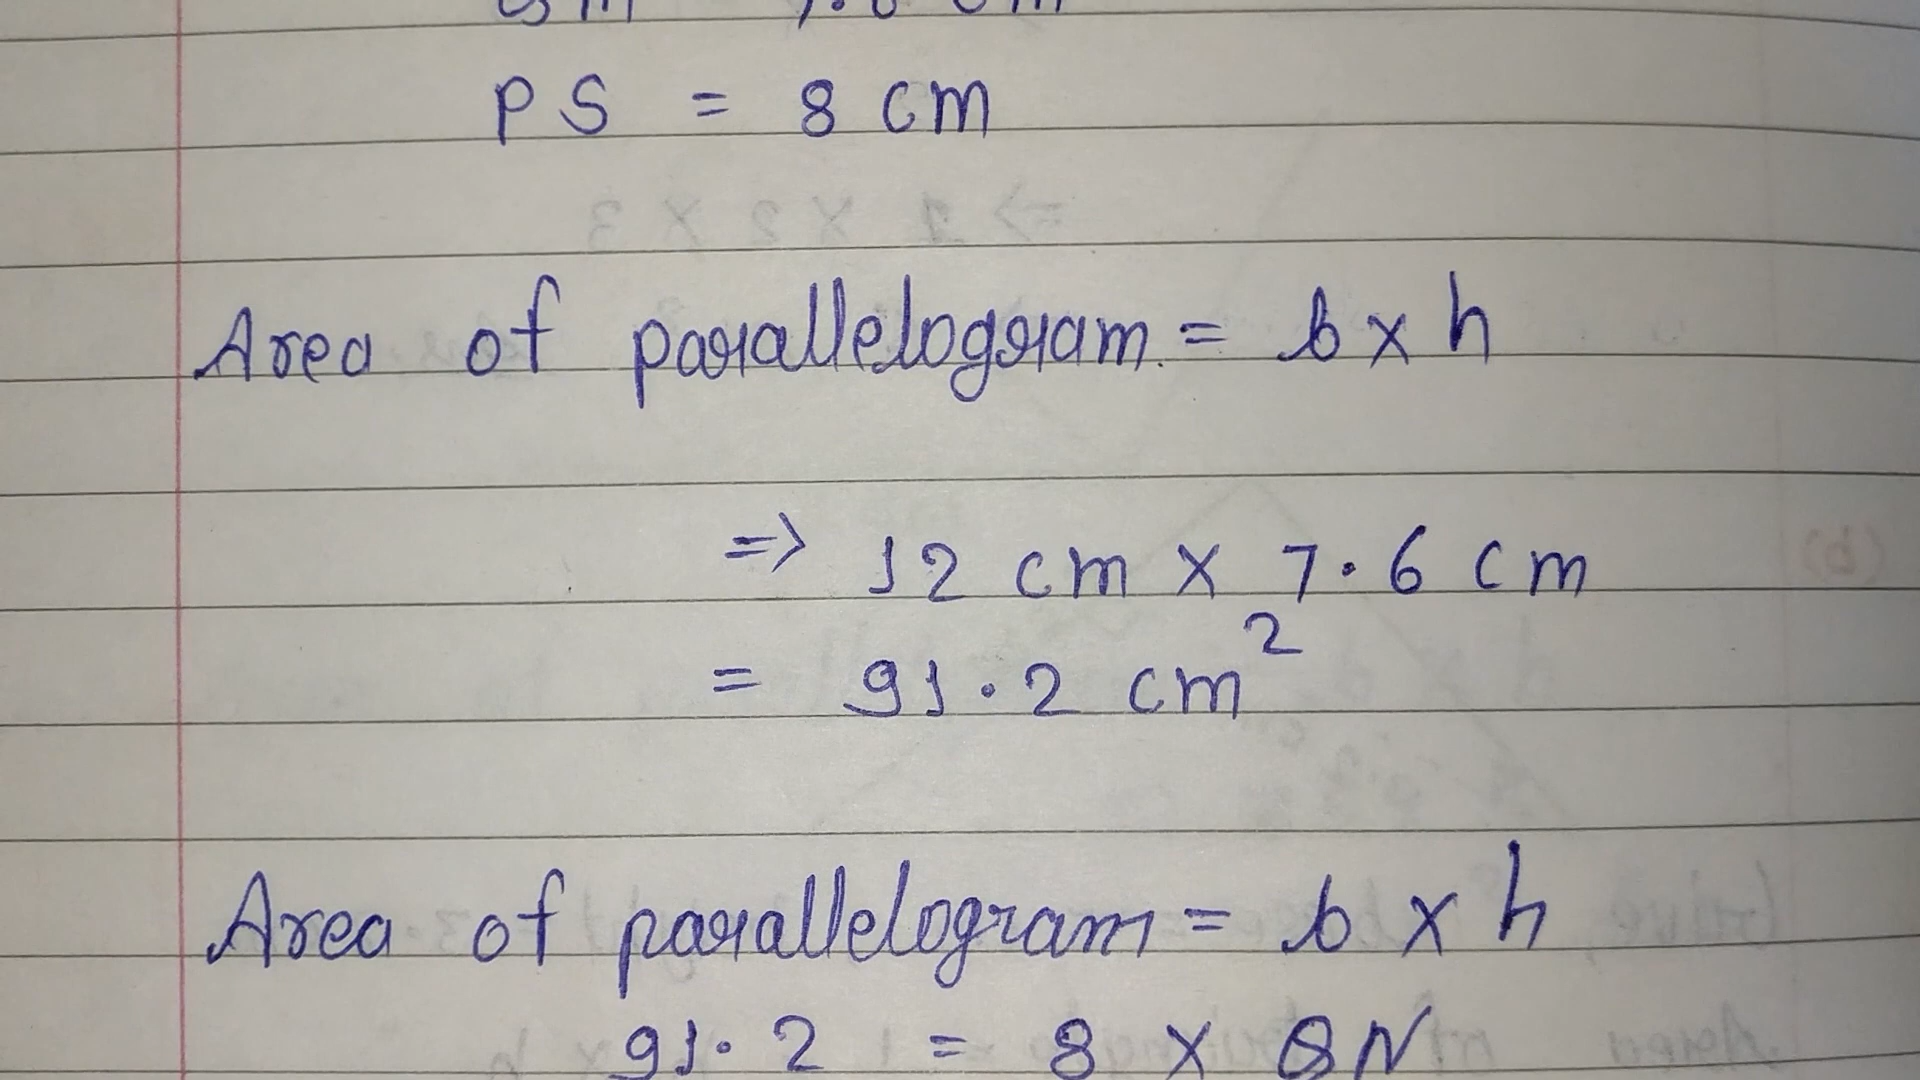 PS = 8 cm
Area of parallelogram. = b x h
=> 12 cm x 7.6 cm
= 91.2 cm²
Area of parallelogram = b x h
91.2 = 8 x QN